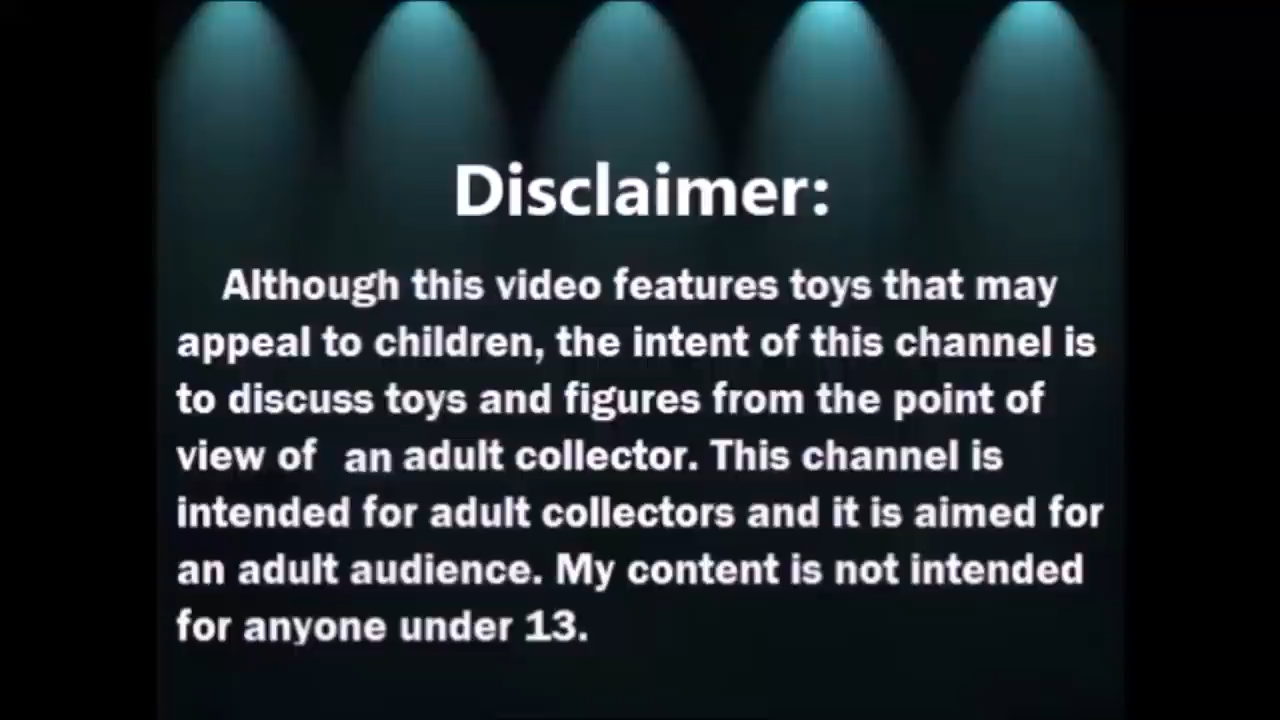 Disclaimer:
Although this video features toys that may
appeal to children, the intent of this channel is
to discuss toys and figures from the point of
view of an adult collector. This channel is
intended for adult collectors and it is aimed for
an adult audience. My content is not intended
for anyone under 13.